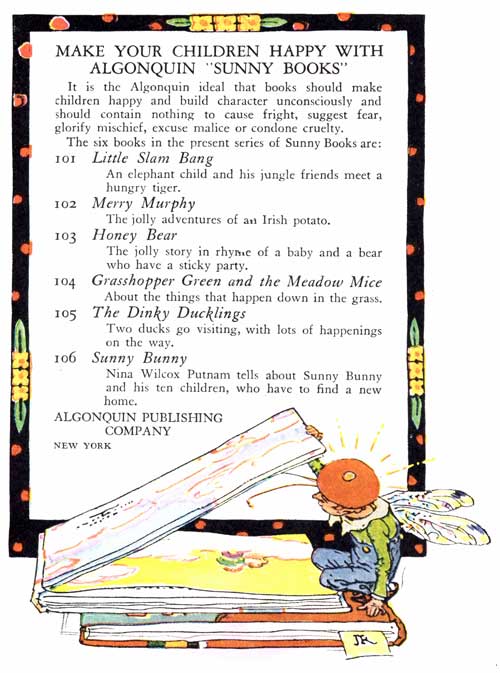 MAKE YOUR CHILDREN HAPPY WITH
ALGONQUIN "SUNNY BOOKS"
It is the Algonquin ideal that books should make
children happy and build character unconsciously and
should contain nothing to cause fright, suggest fear,
glorify mischief, excuse malice or condone cruelty.
The six books in the present series of Sunny Books are:
101 Little Slam Bang
An elephant child and his jungle friends meet a
hungry tiger.
102 Merry Murphy
The jolly adventures of an Irish potato.
103 Honey Bear
The jolly story in rhyme of a baby and a bear
who have a sticky party.
104 Grasshopper Green and the Meadow Mice
About the things that happen down in the grass.
105 The Dinky Ducklings
Two ducks go visiting, with lots of happenings
on the way.
106 Sunny Bunny
Nina Wilcox Putnam tells about Sunny Bunny
and his ten children, who have to find a new
home.
ALGONQUIN PUBLISHING
COMPANY
NEW YORK